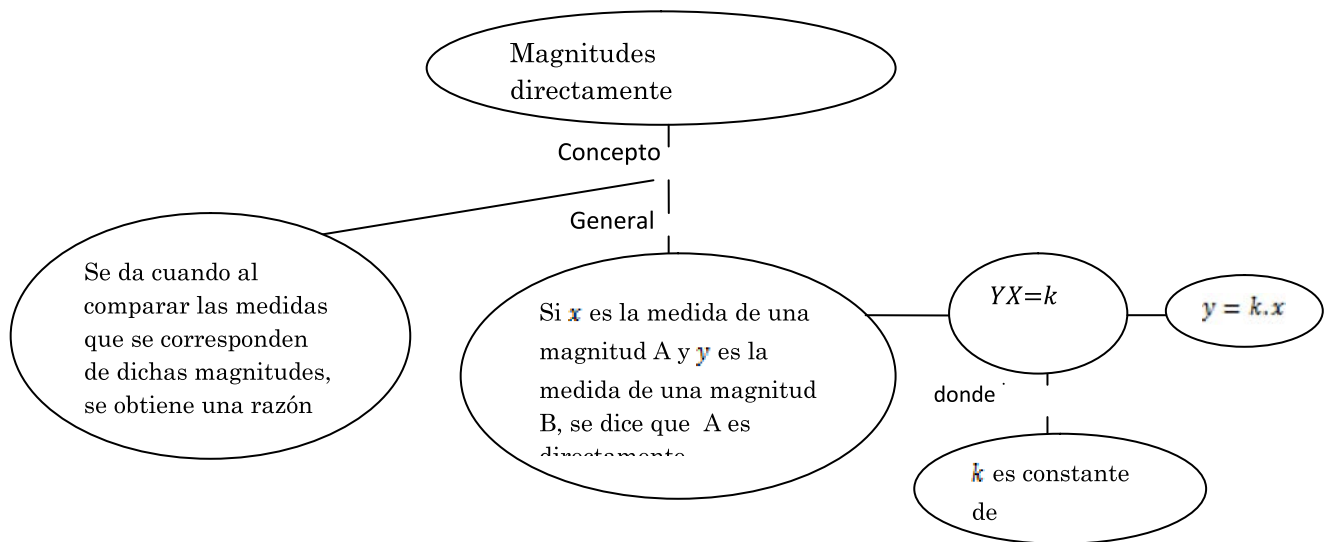 Magnitudes
directamente
Concepto
General
Se da cuando al
comparar las medidas
que se corresponden
de dichas magnitudes,
se obtiene una razón
Si x es la medida de una
magnitud A y y es la
medida de una magnitud
B, se dice que A es
directamente
YX=k
y = k.x
donde
k es constante
de